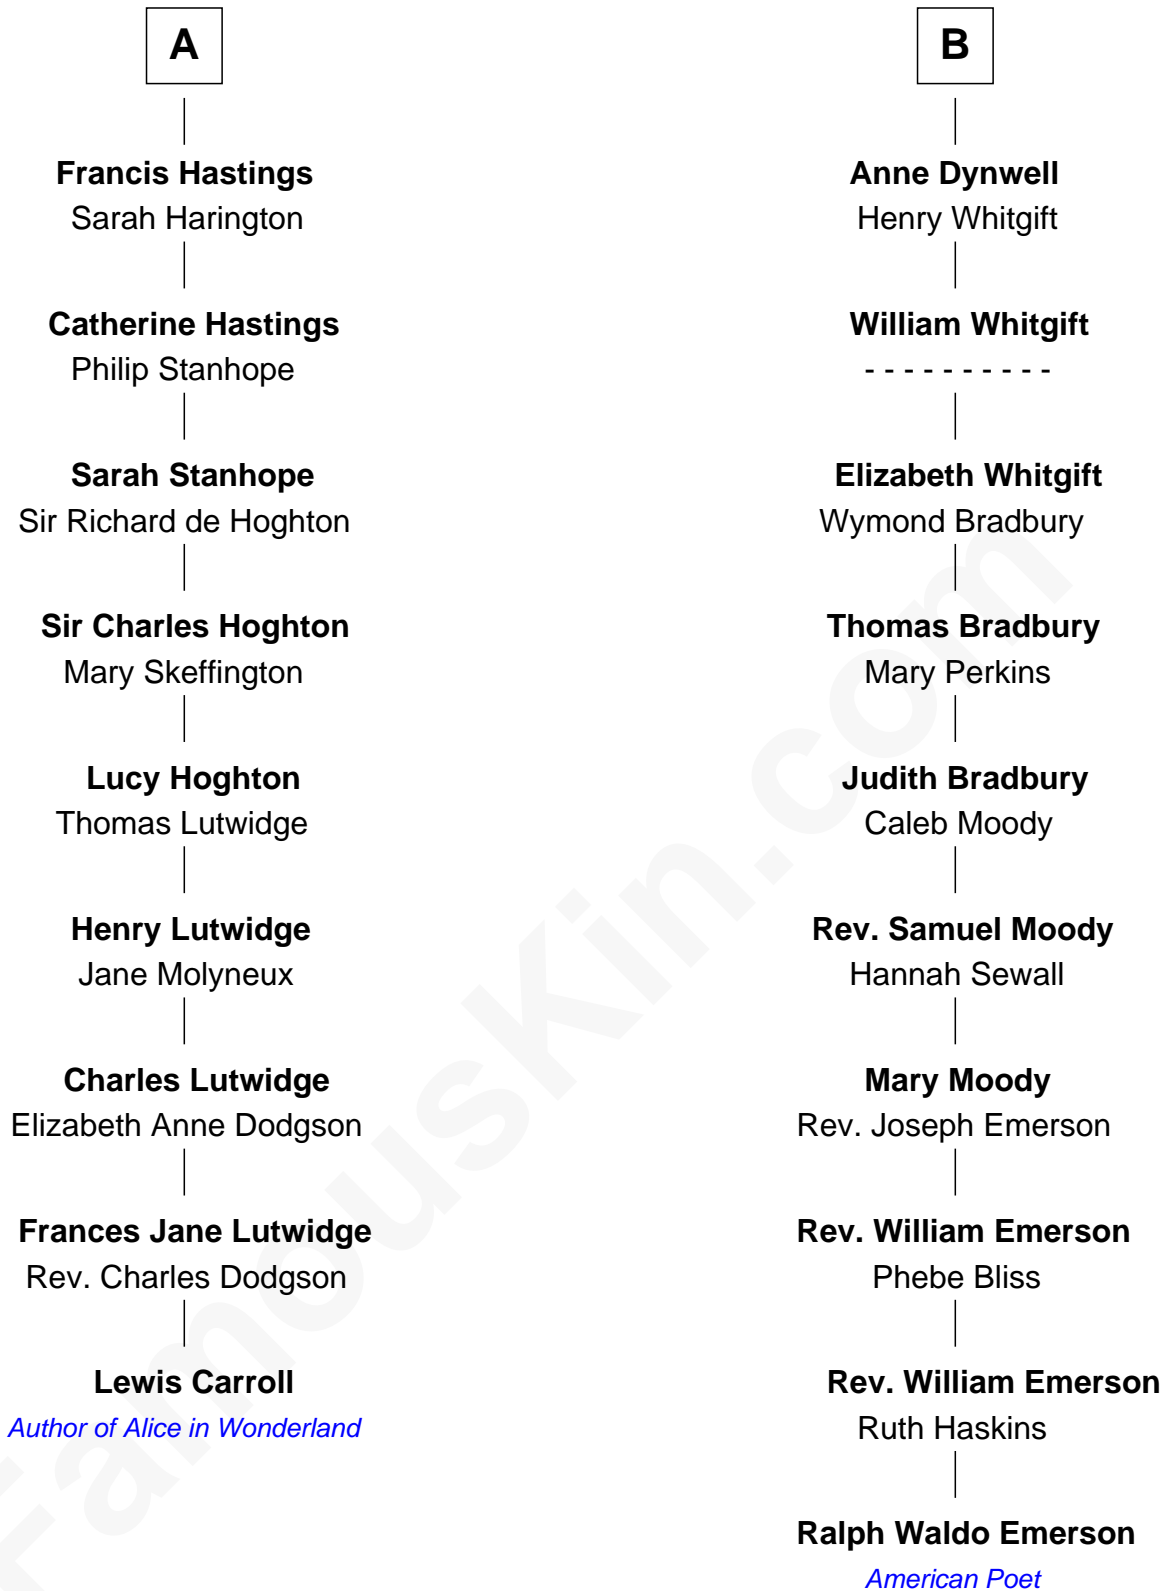 A
Francis Hastings
Sarah Harington
Catherine Hastings
Philip Stanhope
Sarah Stanhope
Sir Richard de Hoghton
Sir Charles Hoghton
Mary Skeffington
Lucy Hoghton
Thomas Lutwidge
Henry Lutwidge
Jane Molyneux
Charles Lutwidge
Elizabeth Anne Dodgson
Frances Jane Lutwidge
Rev. Charles Dodgson
Lewis Carroll
Author of Alice in Wonderland
B
Anne Dynwell
Henry Whitgift
William Whitgift
- - - - - - - - - -
Elizabeth Whitgift
Wymond Bradbury
Thomas Bradbury
Mary Perkins
Judith Bradbury
Caleb Moody
Rev. Samuel Moody
Hannah Sewall
Mary Moody
Rev. Joseph Emerson
Rev. William Emerson
Phebe Bliss
Rev. William Emerson
Ruth Haskins
Ralph Waldo Emerson
American Poet
FamousKin.com